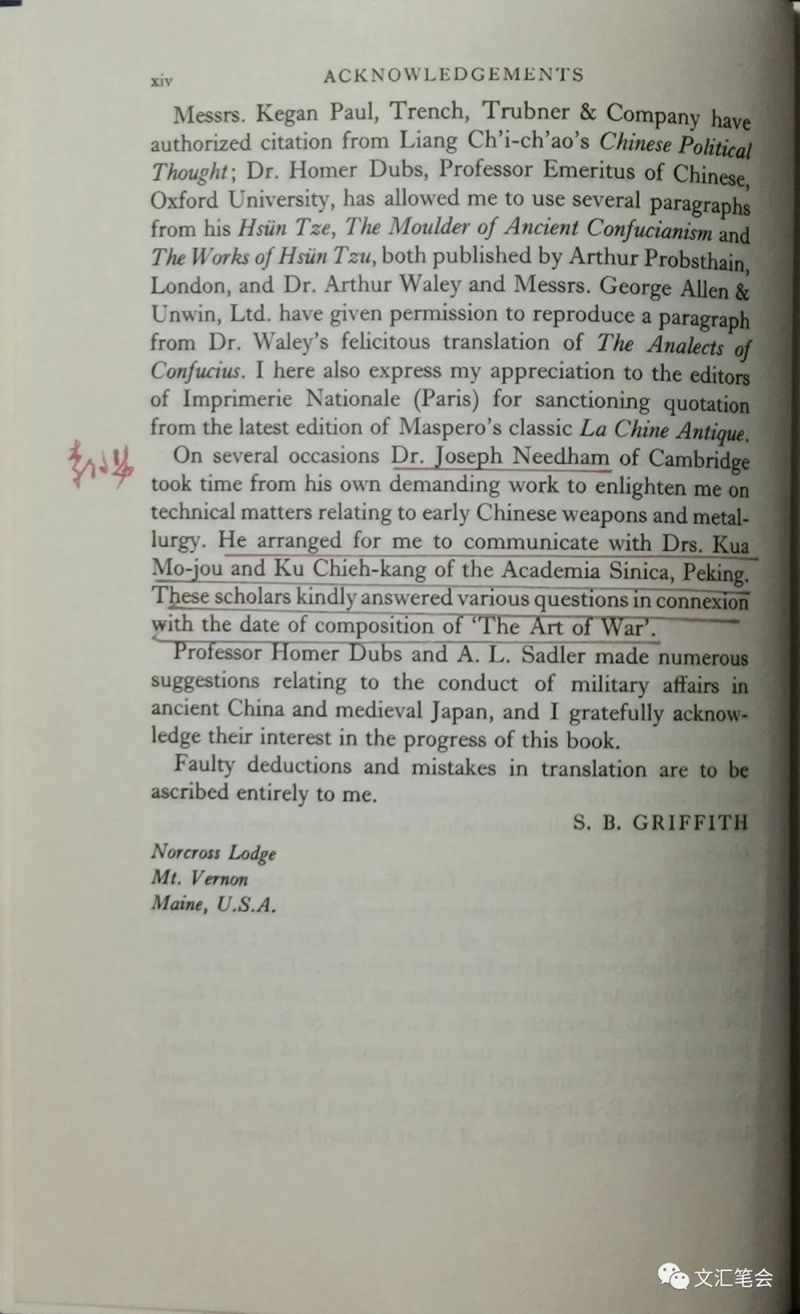 xiv
ACKNOWLEDGEMENTS
Messrs. Kegan Paul, Trench, Trubner & Company have
authorized citation from Liang Ch'i-ch'ao's Chinese Political
Thought; Dr. Homer Dubs, Professor Emeritus of Chinese,
Oxford University, has allowed me to use several paragraphs
from his Hsün Tze, The Moulder of Ancient Confucianism and
The Works of Hsün Tzu, both published by Arthur Probsthain,
London, and Dr. Arthur Waley and Messrs. George Allen &
Unwin, Ltd. have given permission to reproduce a paragraph
from Dr. Waley's felicitous translation of The Analects of
Confucius. I here also express my appreciation to the editors
of Imprimerie Nationale (Paris) for sanctioning quotation
from the latest edition of Maspero's classic La Chine Antique.
On several occasions Dr. Joseph Needham of Cambridge
took time from his own demanding work to enlighten me on
technical matters relating to early Chinese weapons and metal-
lurgy. He arranged for me to communicate with Drs. Kua
Mo-jou and Ku Chieh-kang of the Academia Sinica, Peking.
These scholars kindly answered various questions in connexion
with the date of composition of 'The Art of War'.
Professor Homer Dubs and A. L. Sadler made numerous
suggestions relating to the conduct of military affairs in
ancient China and medieval Japan, and I gratefully acknow-
ledge their interest in the progress of this book.
Faulty deductions and mistakes in translation are to be
ascribed entirely to me.
S. B. GRIFFITH
Norcross Lodge
Mt. Vernon
Maine, U.S.A.
文汇笔会